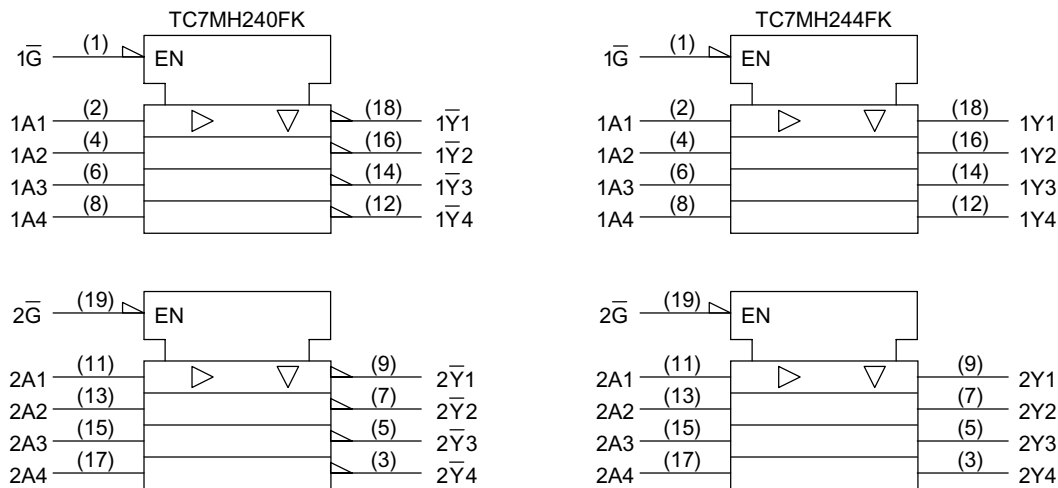 TC7MH240FK TC7MH244FK
1G̅ (1) EN 1G̅ (1) EN
1A1 (2) (18) 1Y̅1 1A1 (2) (18) 1Y1
1A2 (4) (16) 1Y̅2 1A2 (4) (16) 1Y2
1A3 (6) (14) 1Y̅3 1A3 (6) (14) 1Y3
1A4 (8) (12) 1Y̅4 1A4 (8) (12) 1Y4
2G̅ (19) EN 2G̅ (19) EN
2A1 (11) (9) 2Y̅1 2A1 (11) (9) 2Y1
2A2 (13) (7) 2Y̅2 2A2 (13) (7) 2Y2
2A3 (15) (5) 2Y̅3 2A3 (15) (5) 2Y3
2A4 (17) (3) 2Y̅4 2A4 (17) (3) 2Y4